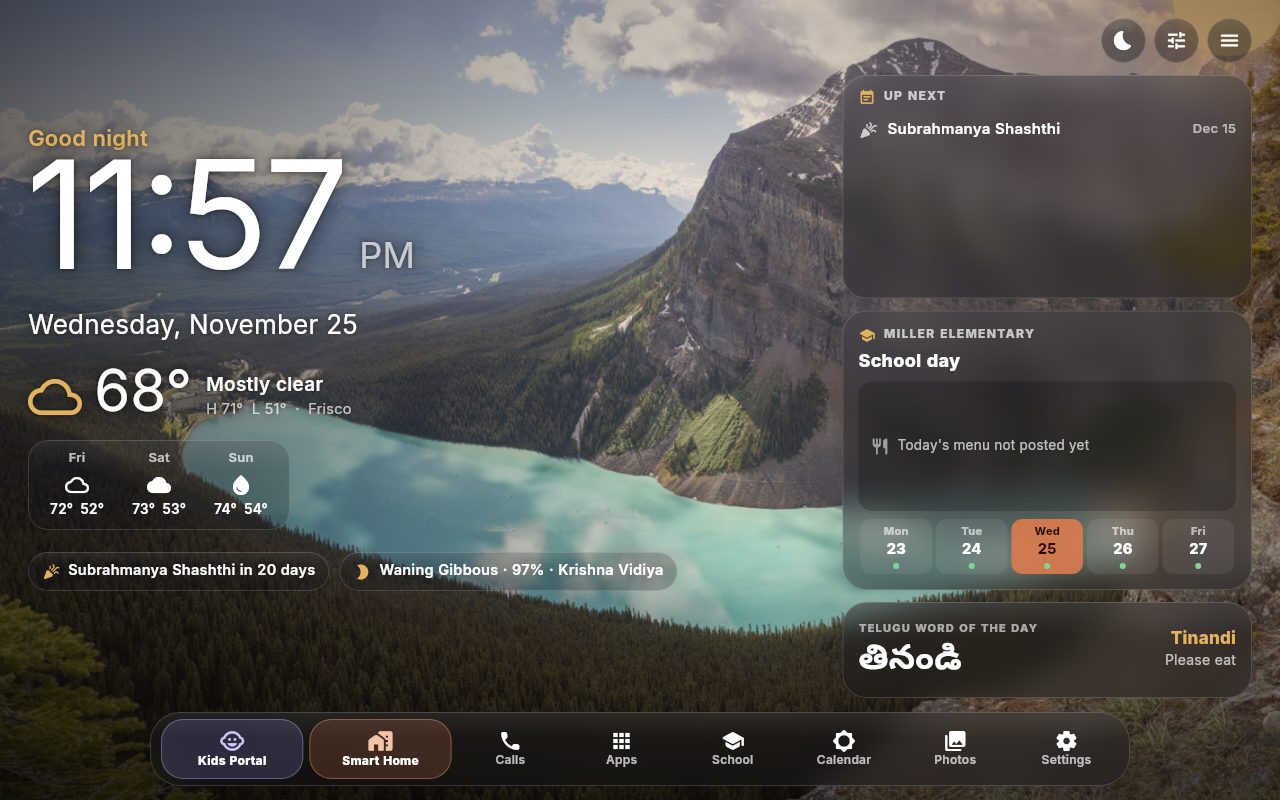 Good night
11:57 PM
Wednesday, November 25
68° Mostly clear
H 71° L 51° · Frisco
Fri Sat Sun
72° 52° 73° 53° 74° 54°
Subrahmanya Shashthi in 20 days
Waning Gibbous · 97% · Krishna Vidiya
UP NEXT
Subrahmanya Shashthi Dec 15
MILLER ELEMENTARY
School day
Today's menu not posted yet
Mon Tue Wed Thu Fri
23 24 25 26 27
TELUGU WORD OF THE DAY
తినండి Tinandi
Please eat
Kids Portal Smart Home Calls Apps School Calendar Photos Settings